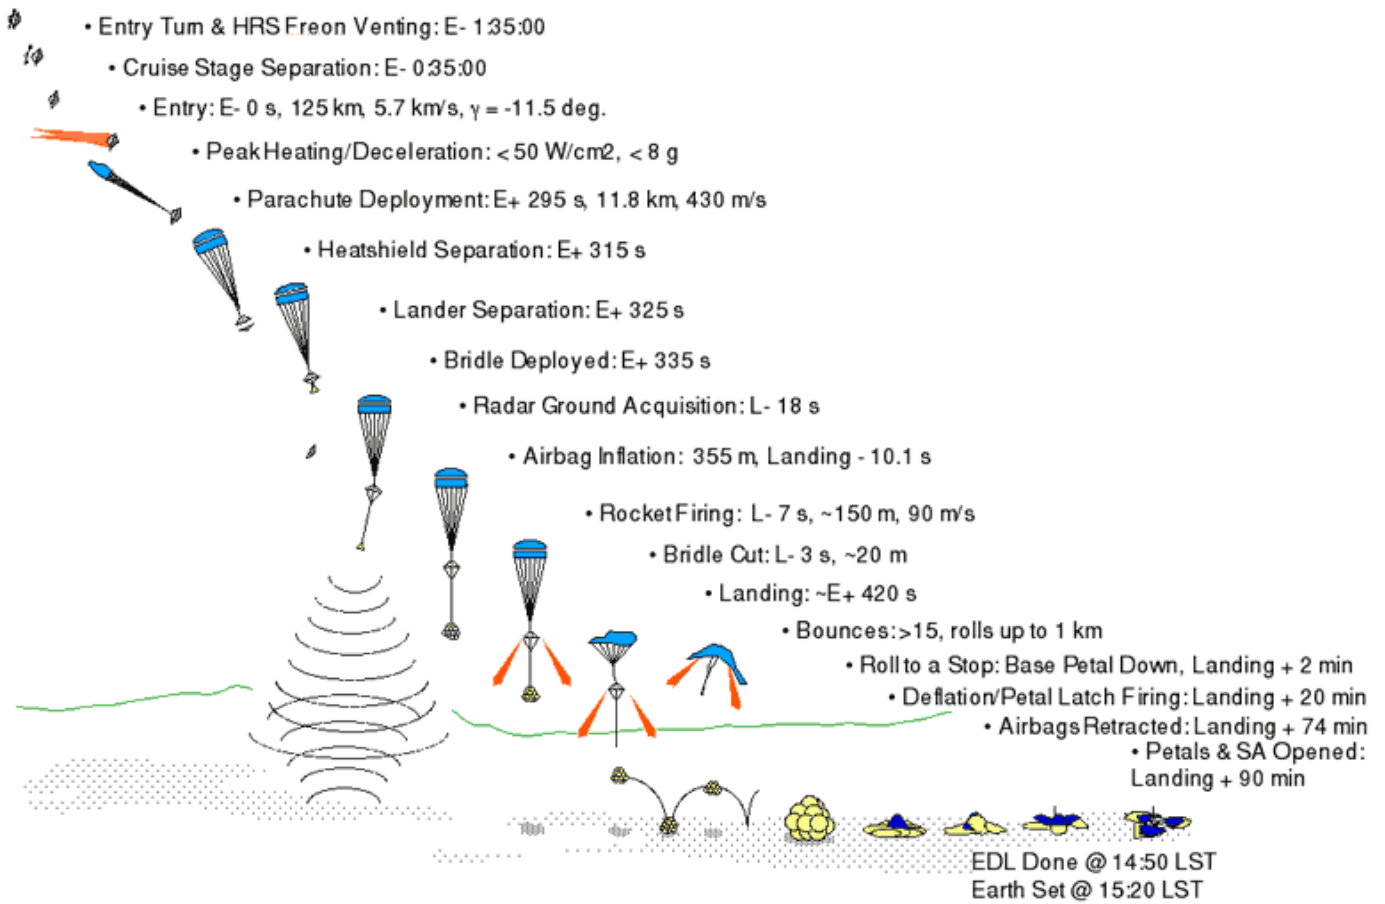 • Entry Turn & HRS Freon Venting: E- 1:35:00
• Cruise Stage Separation: E- 0:35:00
• Entry: E- 0 s, 125 km, 5.7 km/s, γ = -11.5 deg.
• Peak Heating/Deceleration: < 50 W/cm2, < 8 g
• Parachute Deployment: E+ 295 s, 11.8 km, 430 m/s
• Heatshield Separation: E+ 315 s
• Lander Separation: E+ 325 s
• Bridle Deployed: E+ 335 s
• Radar Ground Acquisition: L- 18 s
• Airbag Inflation: 355 m, Landing - 10.1 s
• Rocket Firing: L- 7 s, ~150 m, 90 m/s
• Bridle Cut: L- 3 s, ~20 m
• Landing: ~E+ 420 s
• Bounces: >15, rolls up to 1 km
• Roll to a Stop: Base Petal Down, Landing + 2 min
• Deflation/Petal Latch Firing: Landing + 20 min
• Airbags Retracted: Landing + 74 min
• Petals & SA Opened:
Landing + 90 min
EDL Done @ 14:50 LST
Earth Set @ 15:20 LST